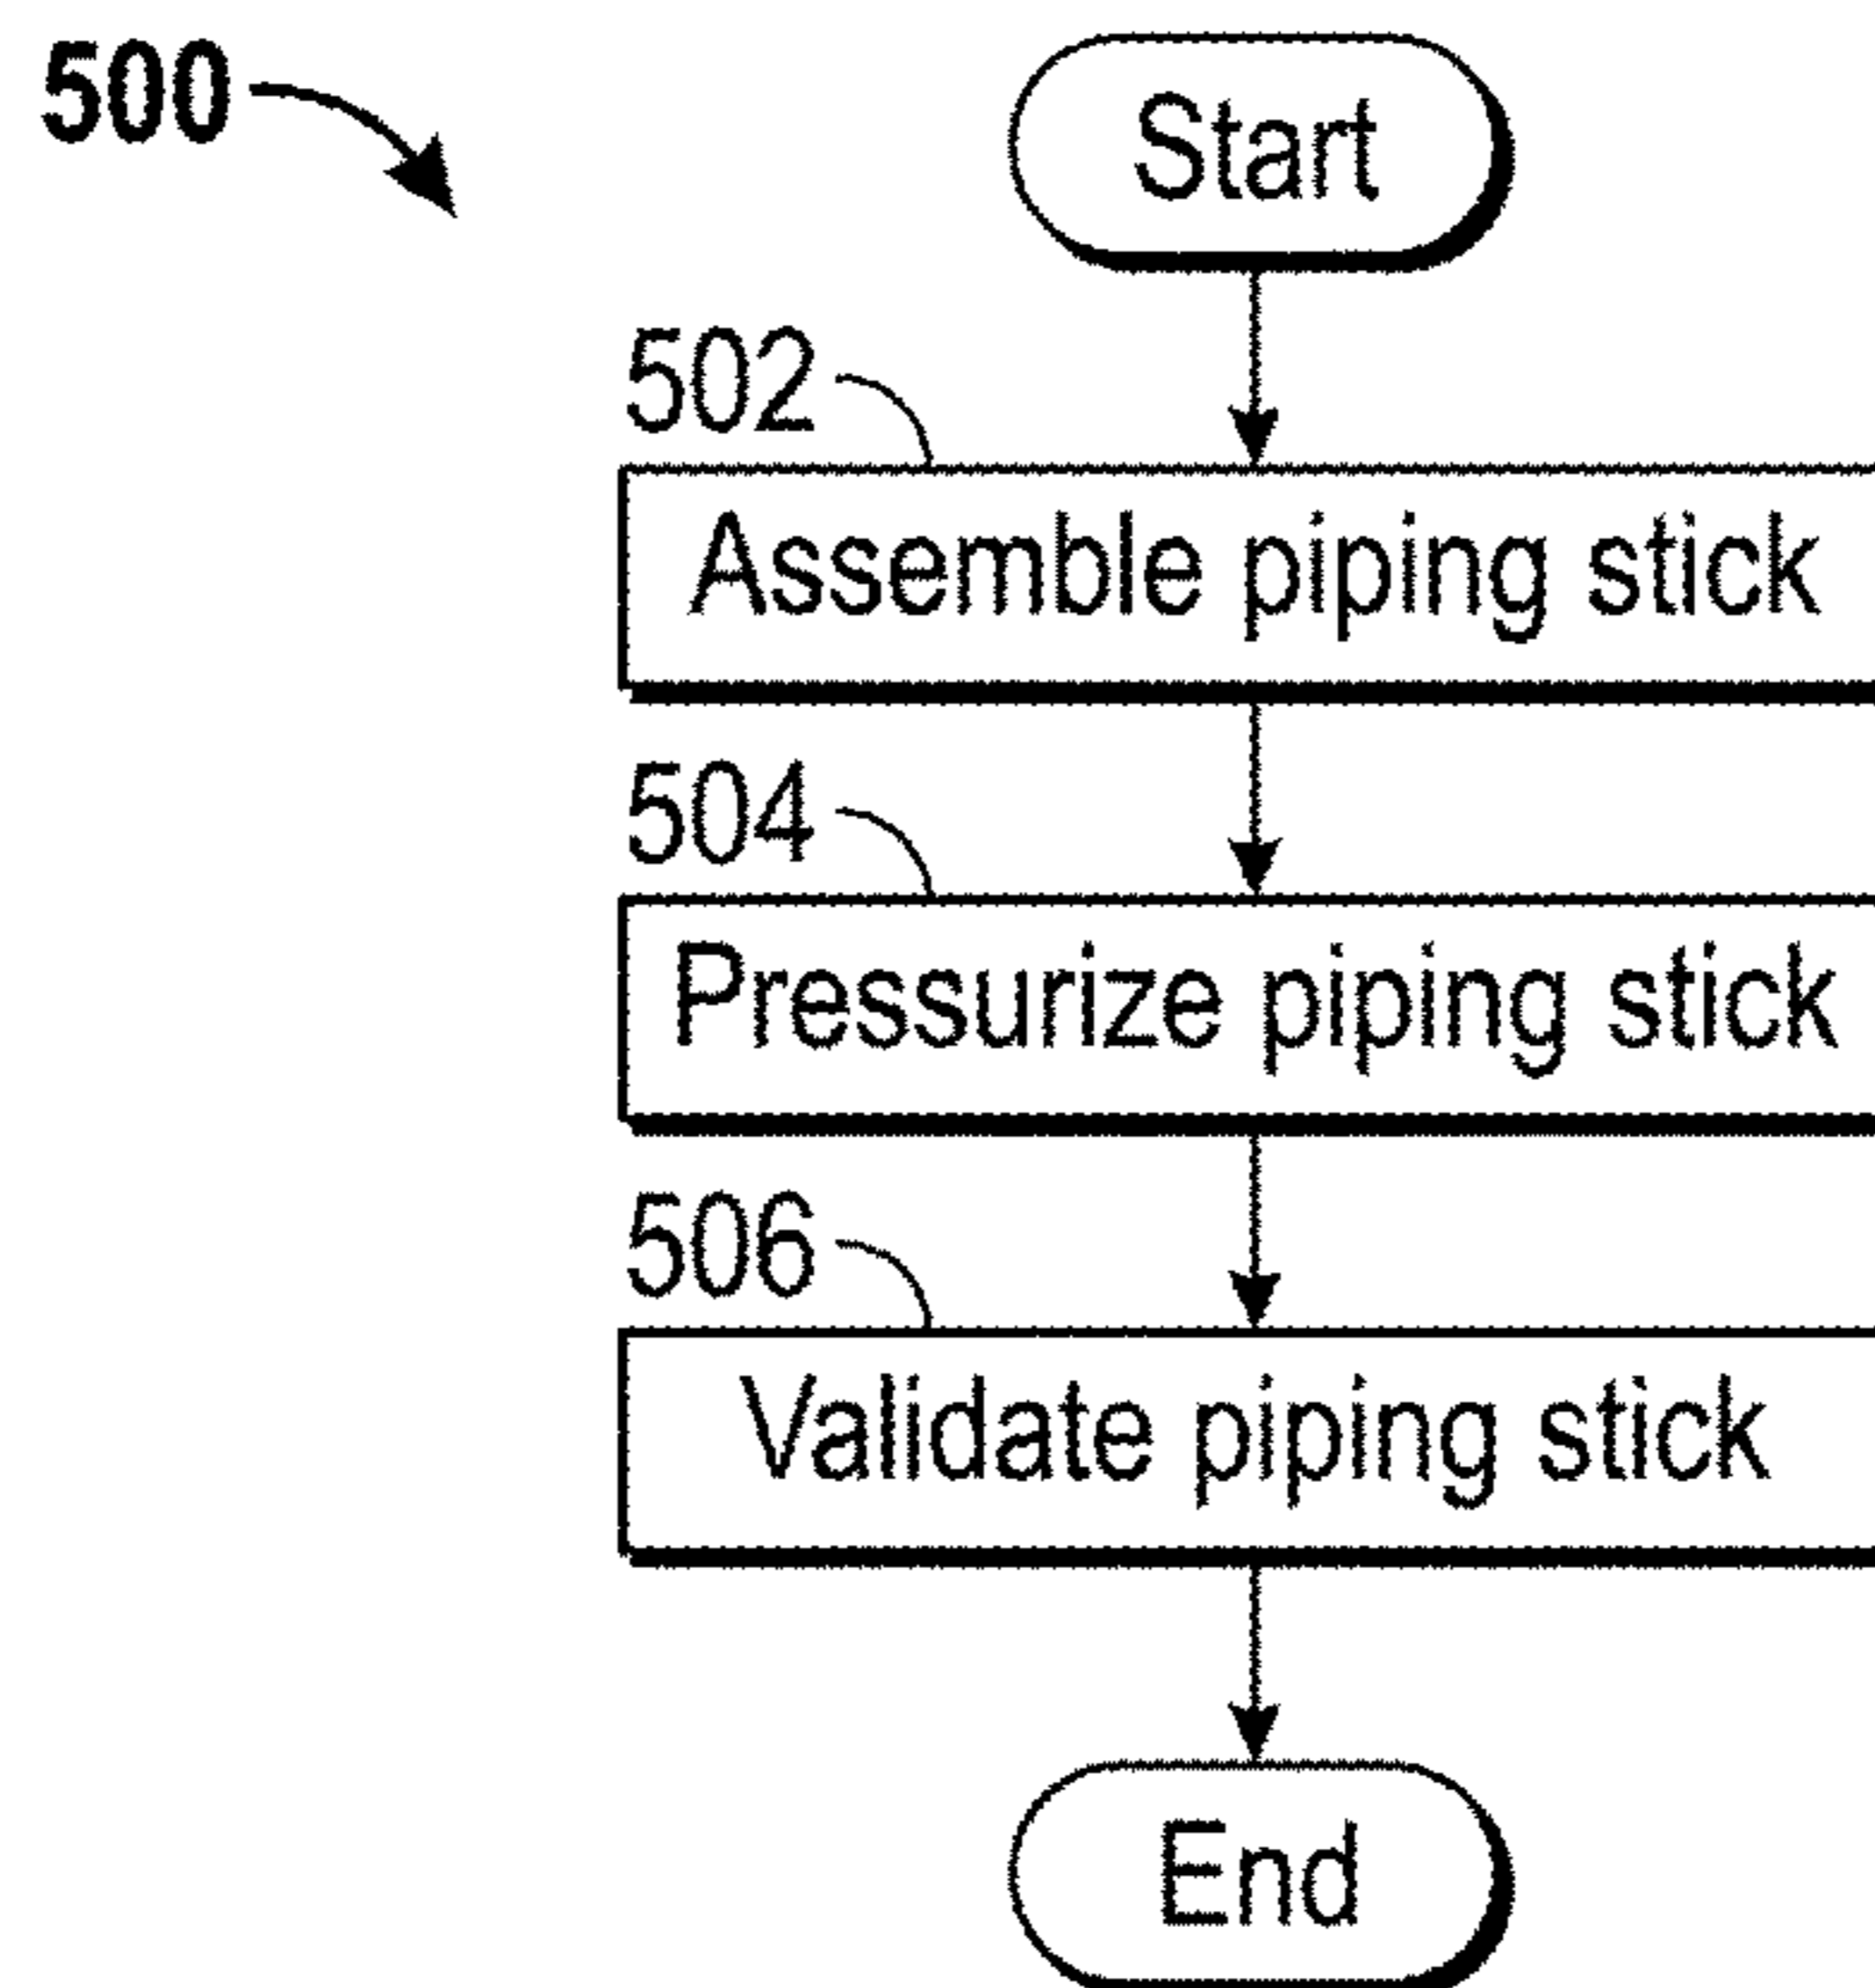 500
Start
502
Assemble piping stick
504
Pressurize piping stick
506
Validate piping stick
End